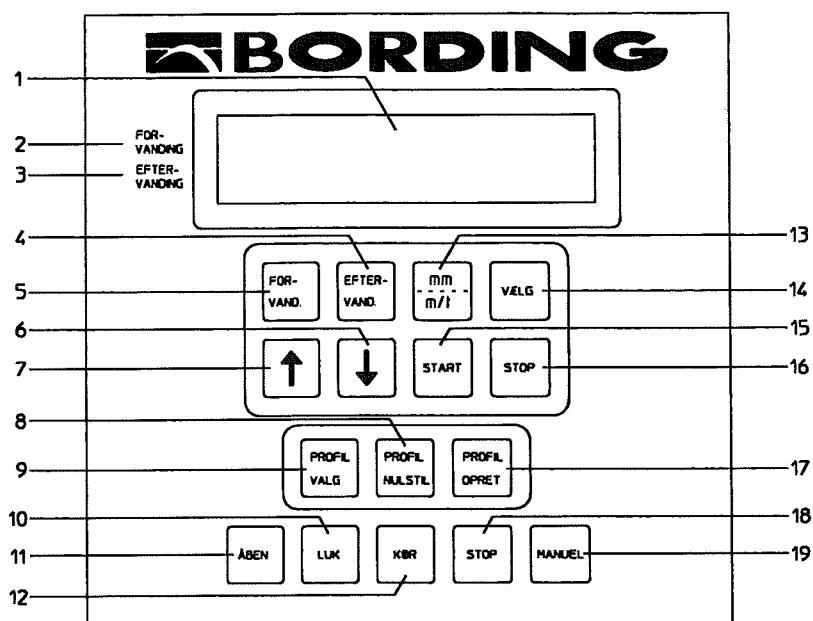 BORDING
1
2
FOR-
VANDING
3
EFTER-
VANDING
4
13
5
FOR-
VAND.
EFTER-
VAND.
mm
m/t
VÆLG
14
6
15
7
↑
↓
START
STOP
16
8
9
PROFIL
VALG
PROFIL
NULSTIL
PROFIL
OPRET
17
10
18
11
ÅBEN
LUK
KØR
STOP
MANUEL
19
12